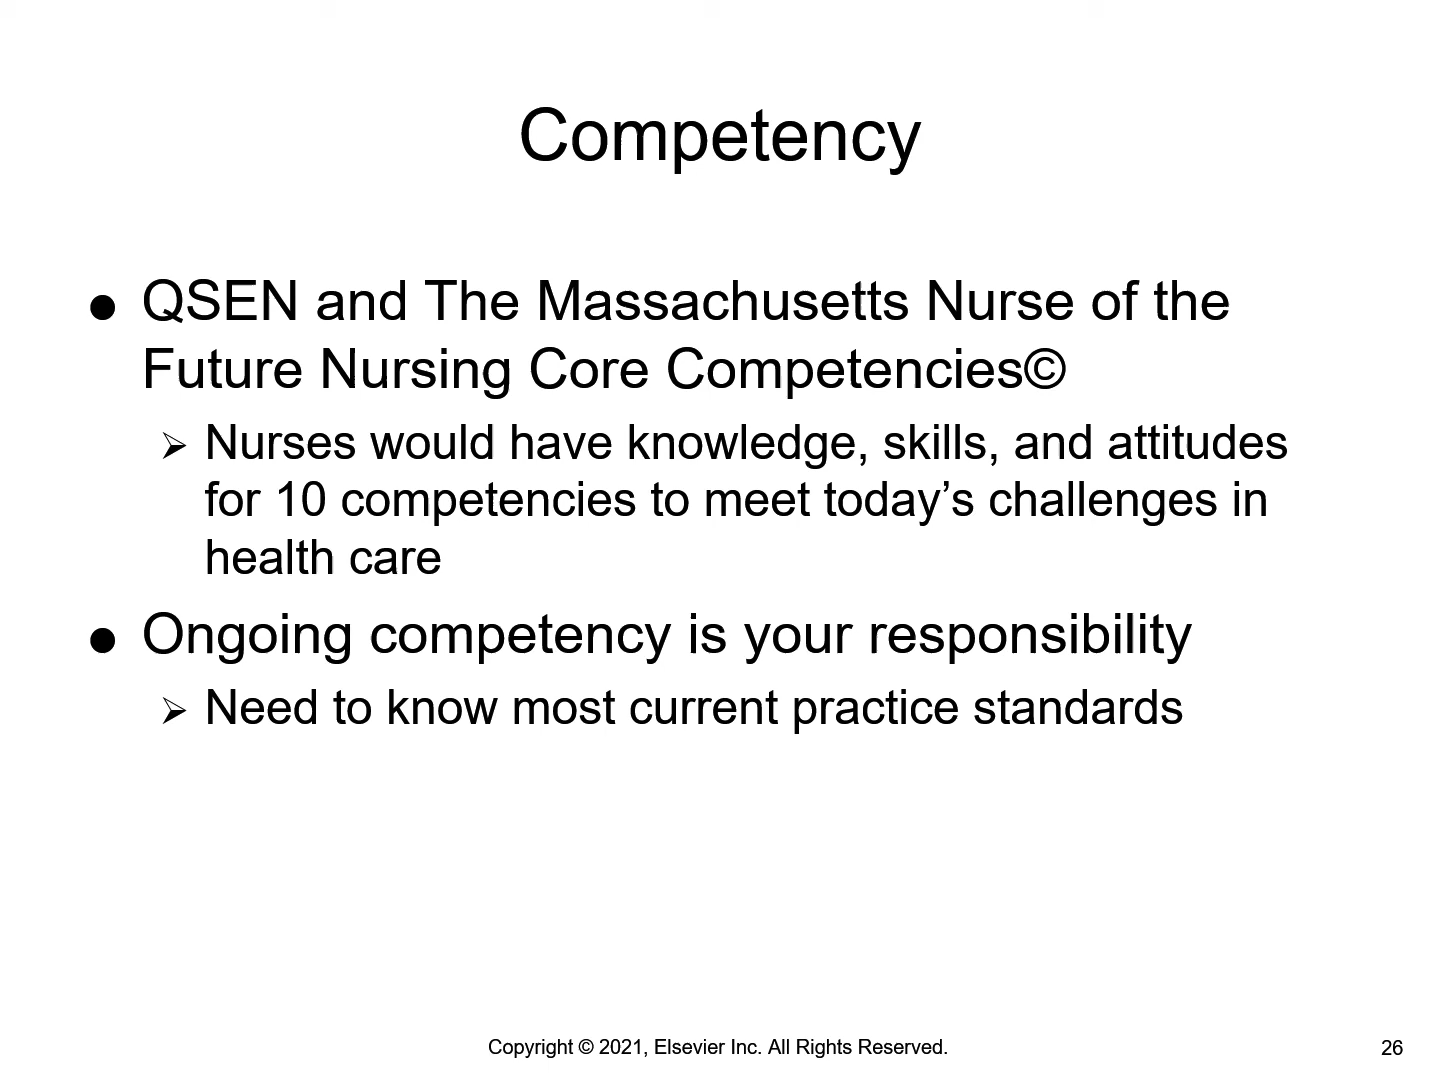 Competency
● QSEN and The Massachusetts Nurse of the
Future Nursing Core Competencies©
➢ Nurses would have knowledge, skills, and attitudes
for 10 competencies to meet today’s challenges in
health care
● Ongoing competency is your responsibility
➢ Need to know most current practice standards
Copyright © 2021, Elsevier Inc. All Rights Reserved.
26